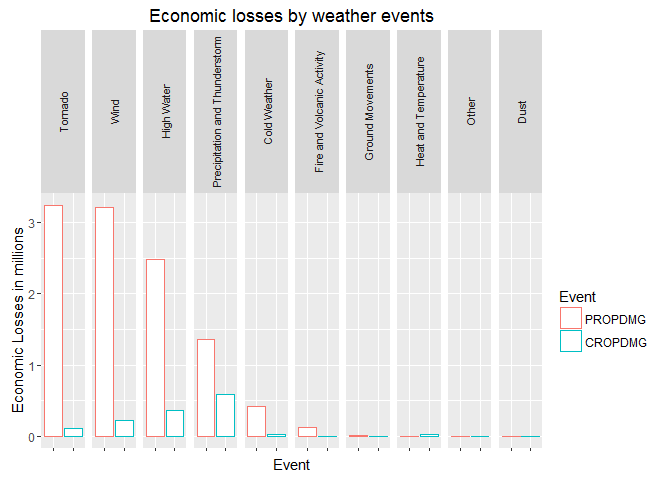 Economic losses by weather events
Tornado
Wind
High Water
Precipitation and Thunderstorm
Cold Weather
Fire and Volcanic Activity
Ground Movements
Heat and Temperature
Other
Dust
Economic Losses in millions
3
2
1
0
Event
Event
PROPDMG
CROPDMG